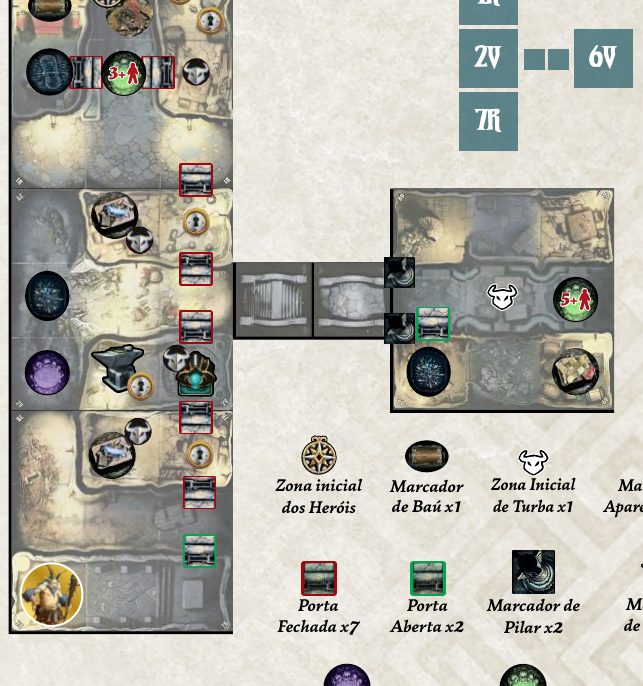 2V
6V
7R
3+
5+
Zona inicial
dos Heróis
Marcador
de Baú x1
Zona Inicial
de Turba x1
Porta
Fechada x7
Porta
Aberta x2
Marcador de
Pilar x2
de